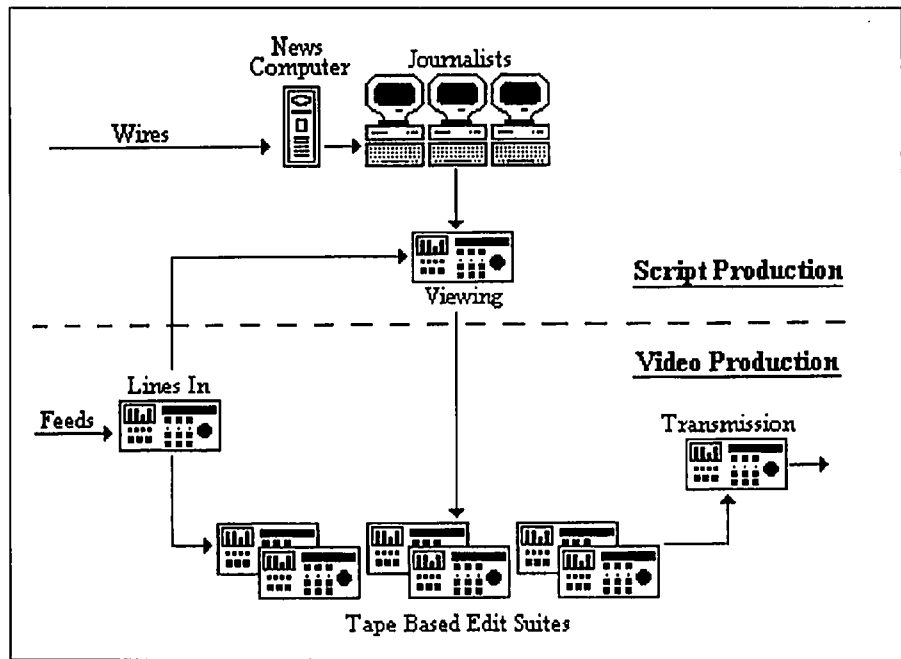 News
Computer
Journalists
Wires
Viewing
Script Production
Video Production
Lines In
Feeds
Transmission
Tape Based Edit Suites